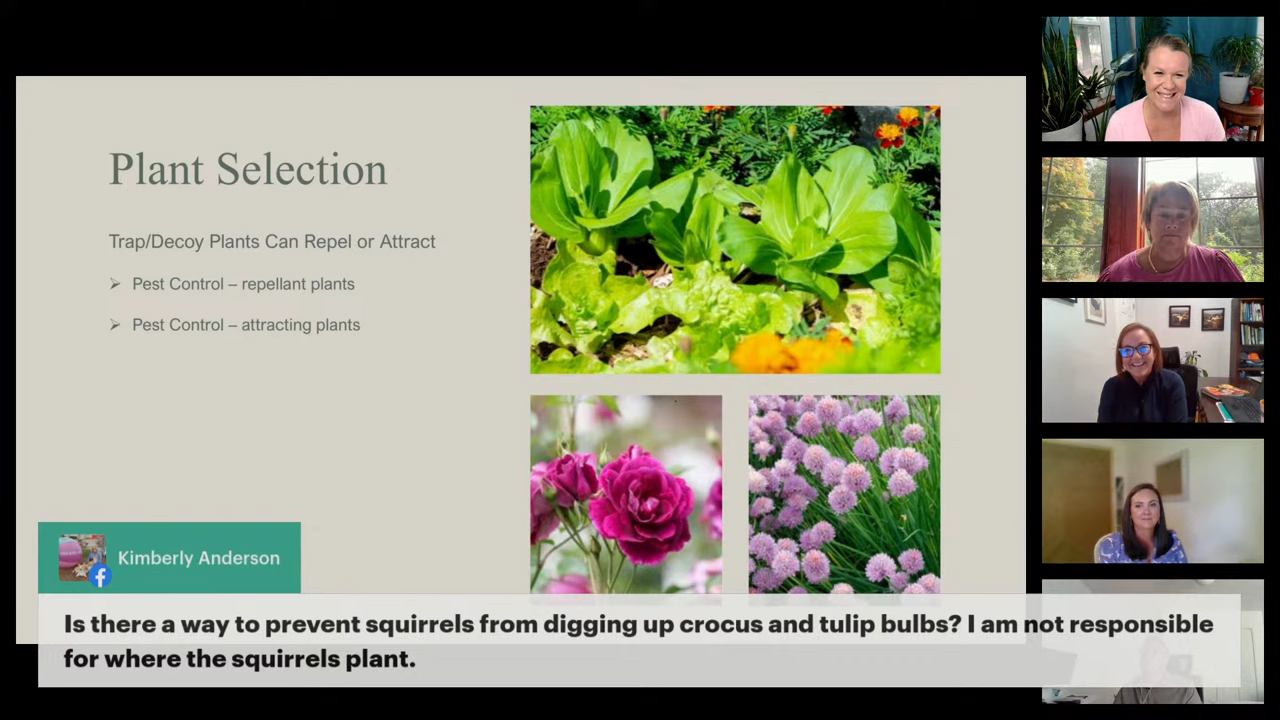 Plant Selection
Trap/Decoy Plants Can Repel or Attract
➢ Pest Control – repellant plants
➢ Pest Control – attracting plants
Kimberly Anderson
Is there a way to prevent squirrels from digging up crocus and tulip bulbs? I am not responsible
for where the squirrels plant.